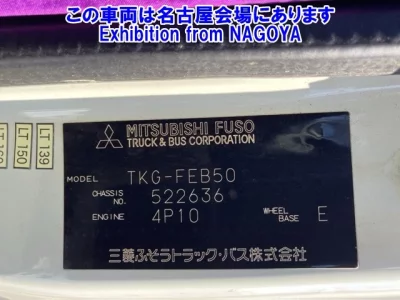 この車両は名古屋会場にあります
Exhibition from NAGOYA
LT 139
LT 150
MITSUBISHI FUSO
TRUCK & BUS CORPORATION
MODEL TKG-FEB50
CHASSIS NO. 522636
ENGINE 4P10 WHEEL BASE E
三菱ふそうトラック・バス株式会社